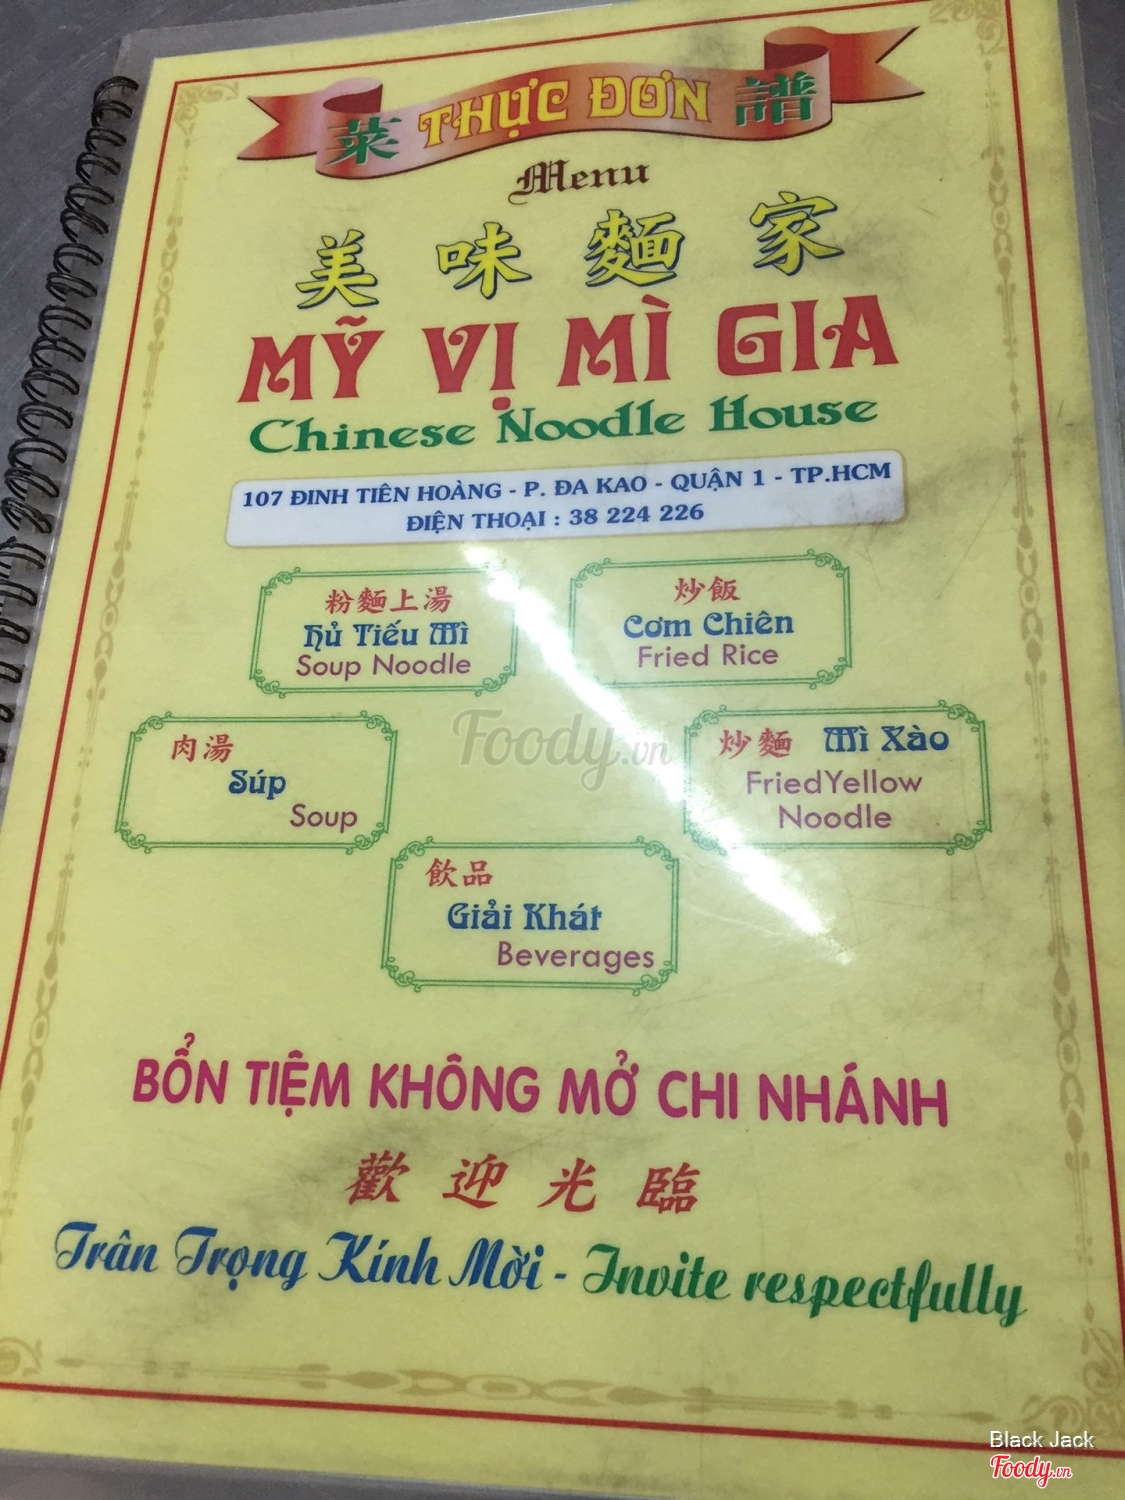 菜 THỰC ĐƠN 譜
Menu
美味麵家
MỸ VỊ MÌ GIA
Chinese Noodle House
107 ĐINH TIÊN HOÀNG - P. ĐA KAO - QUẬN 1 - TP.HCM
ĐIỆN THOẠI : 38 224 226
粉麵上湯
Hủ Tiếu Mì
Soup Noodle
炒飯
Cơm Chiên
Fried Rice
肉湯
Súp
Soup
炒麵 Mì Xào
FriedYellow
Noodle
Foody.vn
飲品
Giải Khát
Beverages
BỔN TIỆM KHÔNG MỞ CHI NHÁNH
歡迎光臨
Trân Trọng Kính Mời - Invite respectfully
Black Jack
Foody.vn